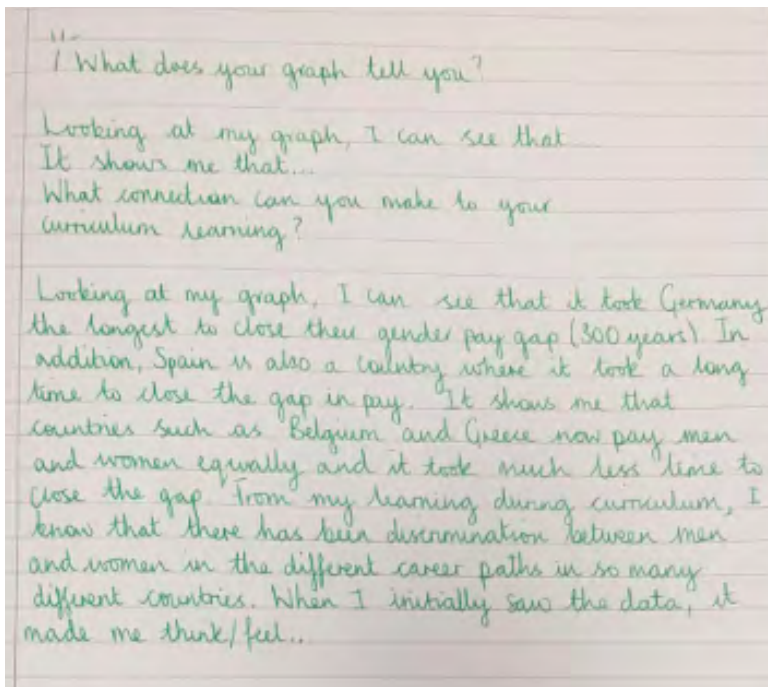 1 What does your graph tell you?
Looking at my graph, I can see that
It shows me that...
What connection can you make to your
curriculum learning?
Looking at my graph, I can see that it took Germany
the longest to close their gender pay gap (300 years) In
addition, Spain is also a country where it took a long
time to close the gap in pay. It shows me that
countries such as Belgium and Greece now pay men
and women equally and it took much less time to
close the gap. From my learning during curriculum, I
know that there has been discrimination between men
and women in the different career paths in so many
different countries. When I initially saw the data, it
made me think/feel...